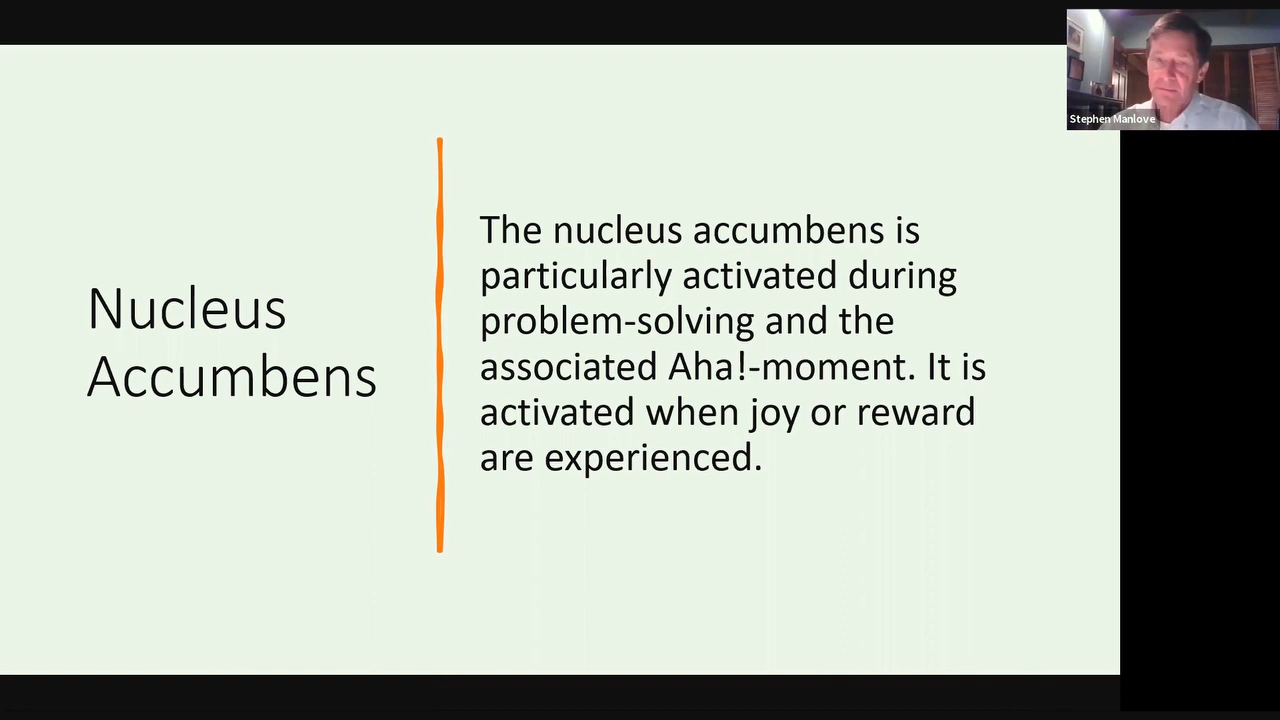 Stephen Manlove
Nucleus
Accumbens
The nucleus accumbens is
particularly activated during
problem-solving and the
associated Aha!-moment. It is
activated when joy or reward
are experienced.